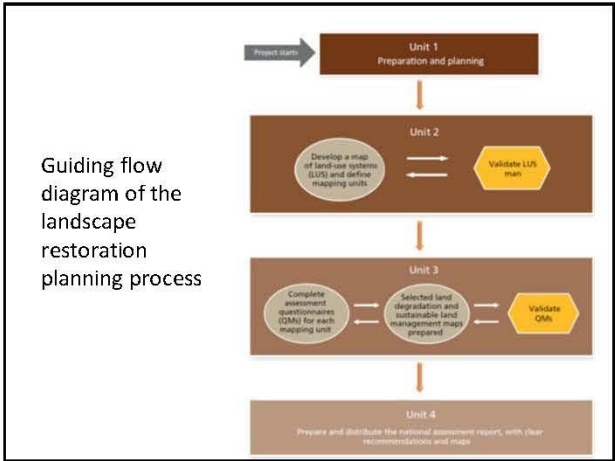 Guiding flow
diagram of the
landscape
restoration
planning process
Project starts
Unit 1
Preparation and planning
Unit 2
Develop a map
of land-use systems
(LUS) and define
mapping units
Validate LUS
man
Unit 3
Complete
assessment
questionnaires
(QMs) for each
mapping unit
Selected land
degradation and
sustainable land
management maps
prepared
Validate
QMs
Unit 4
Prepare and distribute the national assessment report, with clear
recommendations and maps